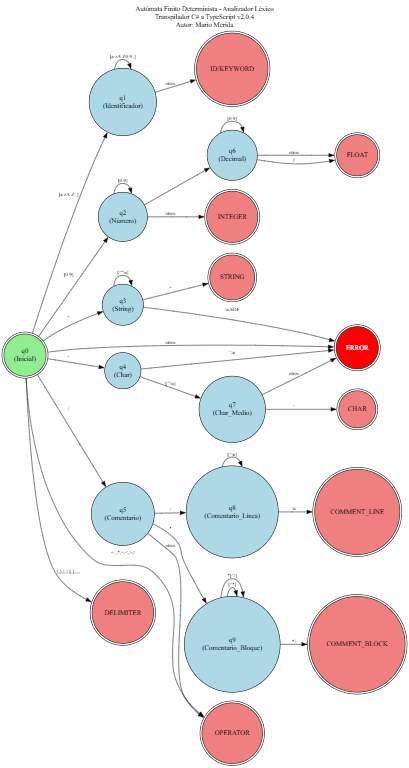 Autómata Finito Determinista - Analizador Léxico
Transpilador C# a TypeScript v2.0.4
Autor: Mario Merida
[a-zA-Z0-9_]
q1
(Identificador)
otros
ID/KEYWORD
[a-zA-Z_]
[0-9]
q6
(Decimal)
otros
f
FLOAT
[0-9]
q2
(Número)
otros
INTEGER
[0-9]
q3
(String)
STRING
\n,EOF
q0
(Inicial)
otros
ERROR
q4
(Char)
q7
(Char_Medio)
otros
CHAR
q5
(Comentario)
/
*
otros
q8
(Comentario_Linea)
\n
COMMENT_LINE
DELIMITER
q9
(Comentario_Bloque)
*/
COMMENT_BLOCK
OPERATOR